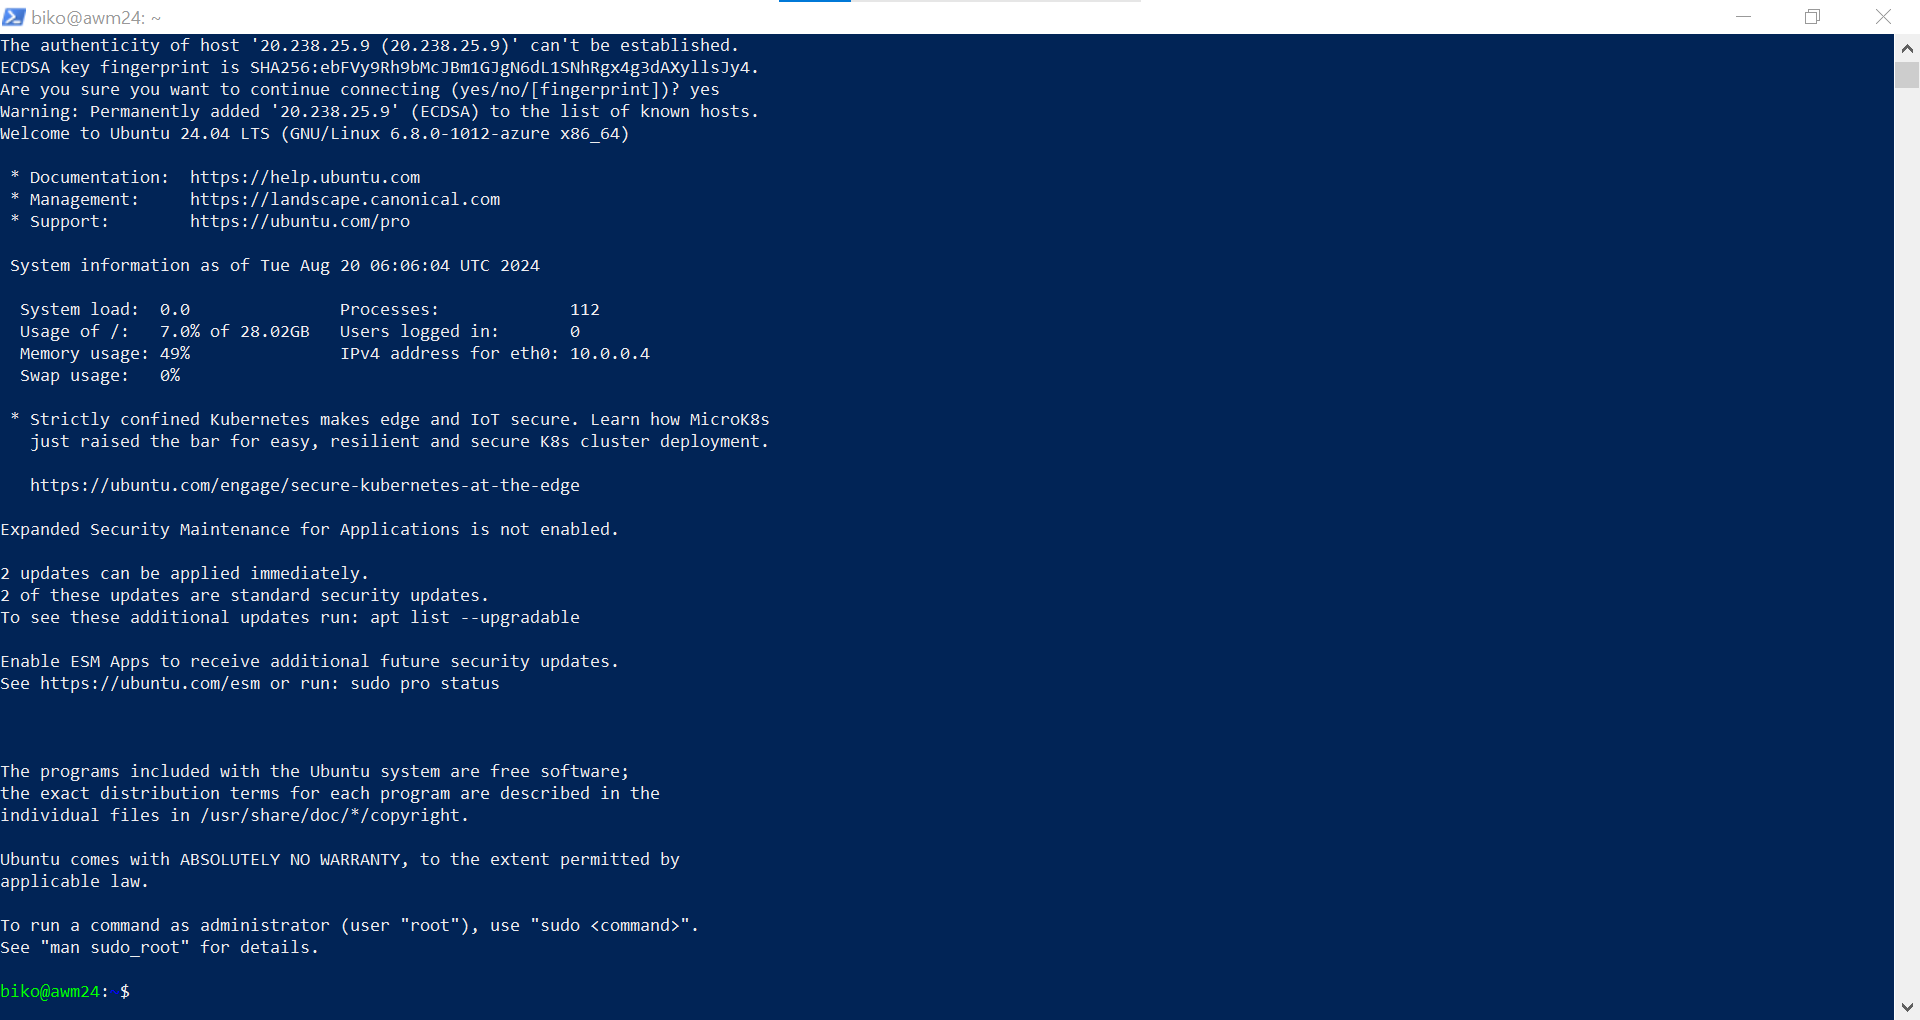 biko@awm24: ~
The authenticity of host '20.238.25.9 (20.238.25.9)' can't be established.
ECDSA key fingerprint is SHA256:ebFVy9Rh9bMcJBm1GJgN6dL1SNhRgx4g3dAXyllsJy4.
Are you sure you want to continue connecting (yes/no/[fingerprint])? yes
Warning: Permanently added '20.238.25.9' (ECDSA) to the list of known hosts.
Welcome to Ubuntu 24.04 LTS (GNU/Linux 6.8.0-1012-azure x86_64)

 * Documentation:  https://help.ubuntu.com
 * Management:     https://landscape.canonical.com
 * Support:        https://ubuntu.com/pro

 System information as of Tue Aug 20 06:06:04 UTC 2024

  System load:  0.0               Processes:             112
  Usage of /:   7.0% of 28.02GB   Users logged in:       0
  Memory usage: 49%               IPv4 address for eth0: 10.0.0.4
  Swap usage:   0%

 * Strictly confined Kubernetes makes edge and IoT secure. Learn how MicroK8s
   just raised the bar for easy, resilient and secure K8s cluster deployment.

   https://ubuntu.com/engage/secure-kubernetes-at-the-edge

Expanded Security Maintenance for Applications is not enabled.

2 updates can be applied immediately.
2 of these updates are standard security updates.
To see these additional updates run: apt list --upgradable

Enable ESM Apps to receive additional future security updates.
See https://ubuntu.com/esm or run: sudo pro status

The programs included with the Ubuntu system are free software;
the exact distribution terms for each program are described in the
individual files in /usr/share/doc/*/copyright.

Ubuntu comes with ABSOLUTELY NO WARRANTY, to the extent permitted by
applicable law.

To run a command as administrator (user "root"), use "sudo <command>".
See "man sudo_root" for details.

biko@awm24: $